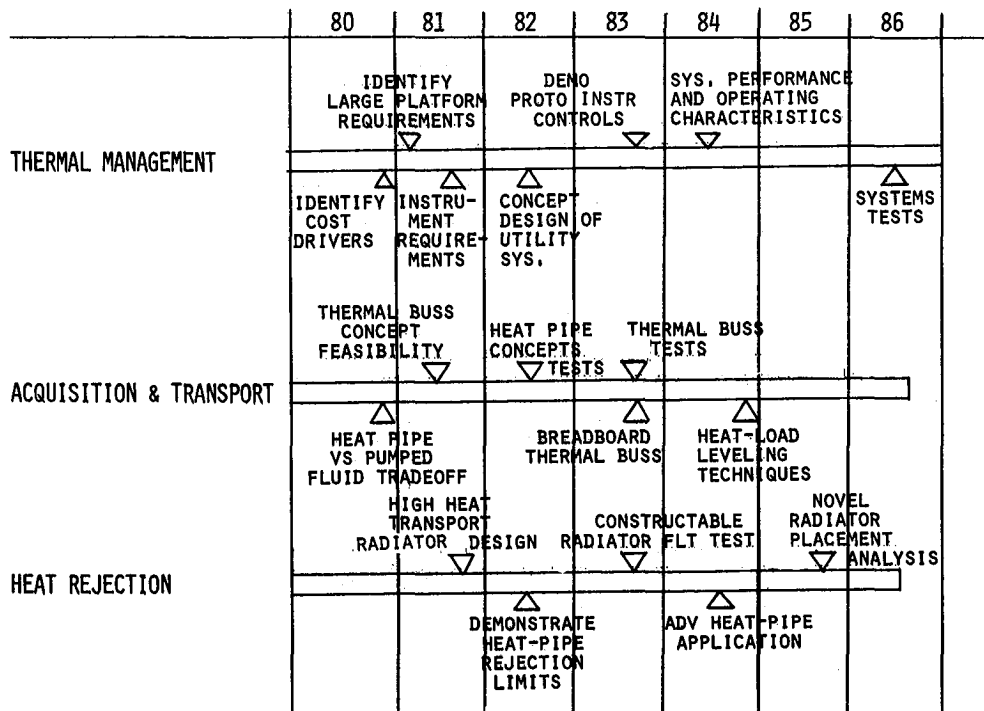 80 81 82 83 84 85 86
IDENTIFY
LARGE PLATFORM
REQUIREMENTS
DENO
PROTO INSTR
CONTROLS
SYS. PERFORMANCE
AND OPERATING
CHARACTERISTICS
THERMAL MANAGEMENT
IDENTIFY
COST
DRIVERS
INSTRU-
MENT
REQUIRE-
MENTS
CONCEPT
DESIGN OF
UTILITY
SYS.
SYSTEMS
TESTS
THERMAL BUSS
CONCEPT
FEASIBILITY
HEAT PIPE
CONCEPTS
TESTS
THERMAL BUSS
TESTS
ACQUISITION & TRANSPORT
HEAT PIPE
VS PUMPED
FLUID TRADEOFF
BREADBOARD
THERMAL BUSS
HEAT-LOAD
LEVELING
TECHNIQUES
HIGH HEAT
TRANSPORT
RADIATOR DESIGN
CONSTRUCTABLE
RADIATOR FLT TEST
NOVEL
RADIATOR
PLACEMENT
ANALYSIS
HEAT REJECTION
DEMONSTRATE
HEAT-PIPE
REJECTION
LIMITS
ADV HEAT-PIPE
APPLICATION